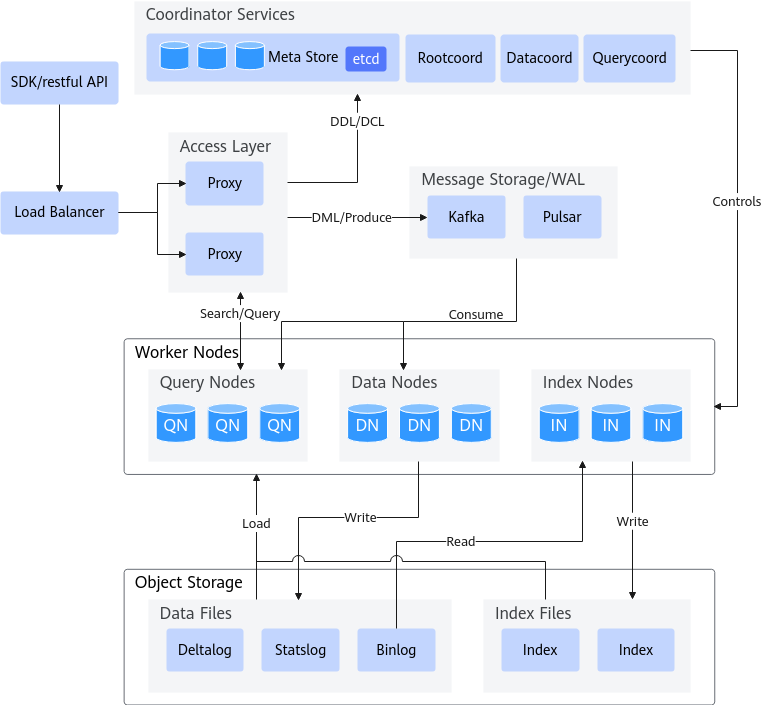 Coordinator Services
Meta Store
etcd
Rootcoord
Datacoord
Querycoord
SDK/restful API
DDL/DCL
Access Layer
Proxy
Message Storage/WAL
Load Balancer
DML/Produce
Kafka
Pulsar
Controls
Proxy
Search/Query
Consume
Worker Nodes
Query Nodes
Data Nodes
Index Nodes
QN
QN
QN
DN
DN
DN
IN
IN
IN
Load
Write
Read
Write
Object Storage
Data Files
Index Files
Deltalog
Statslog
Binlog
Index
Index